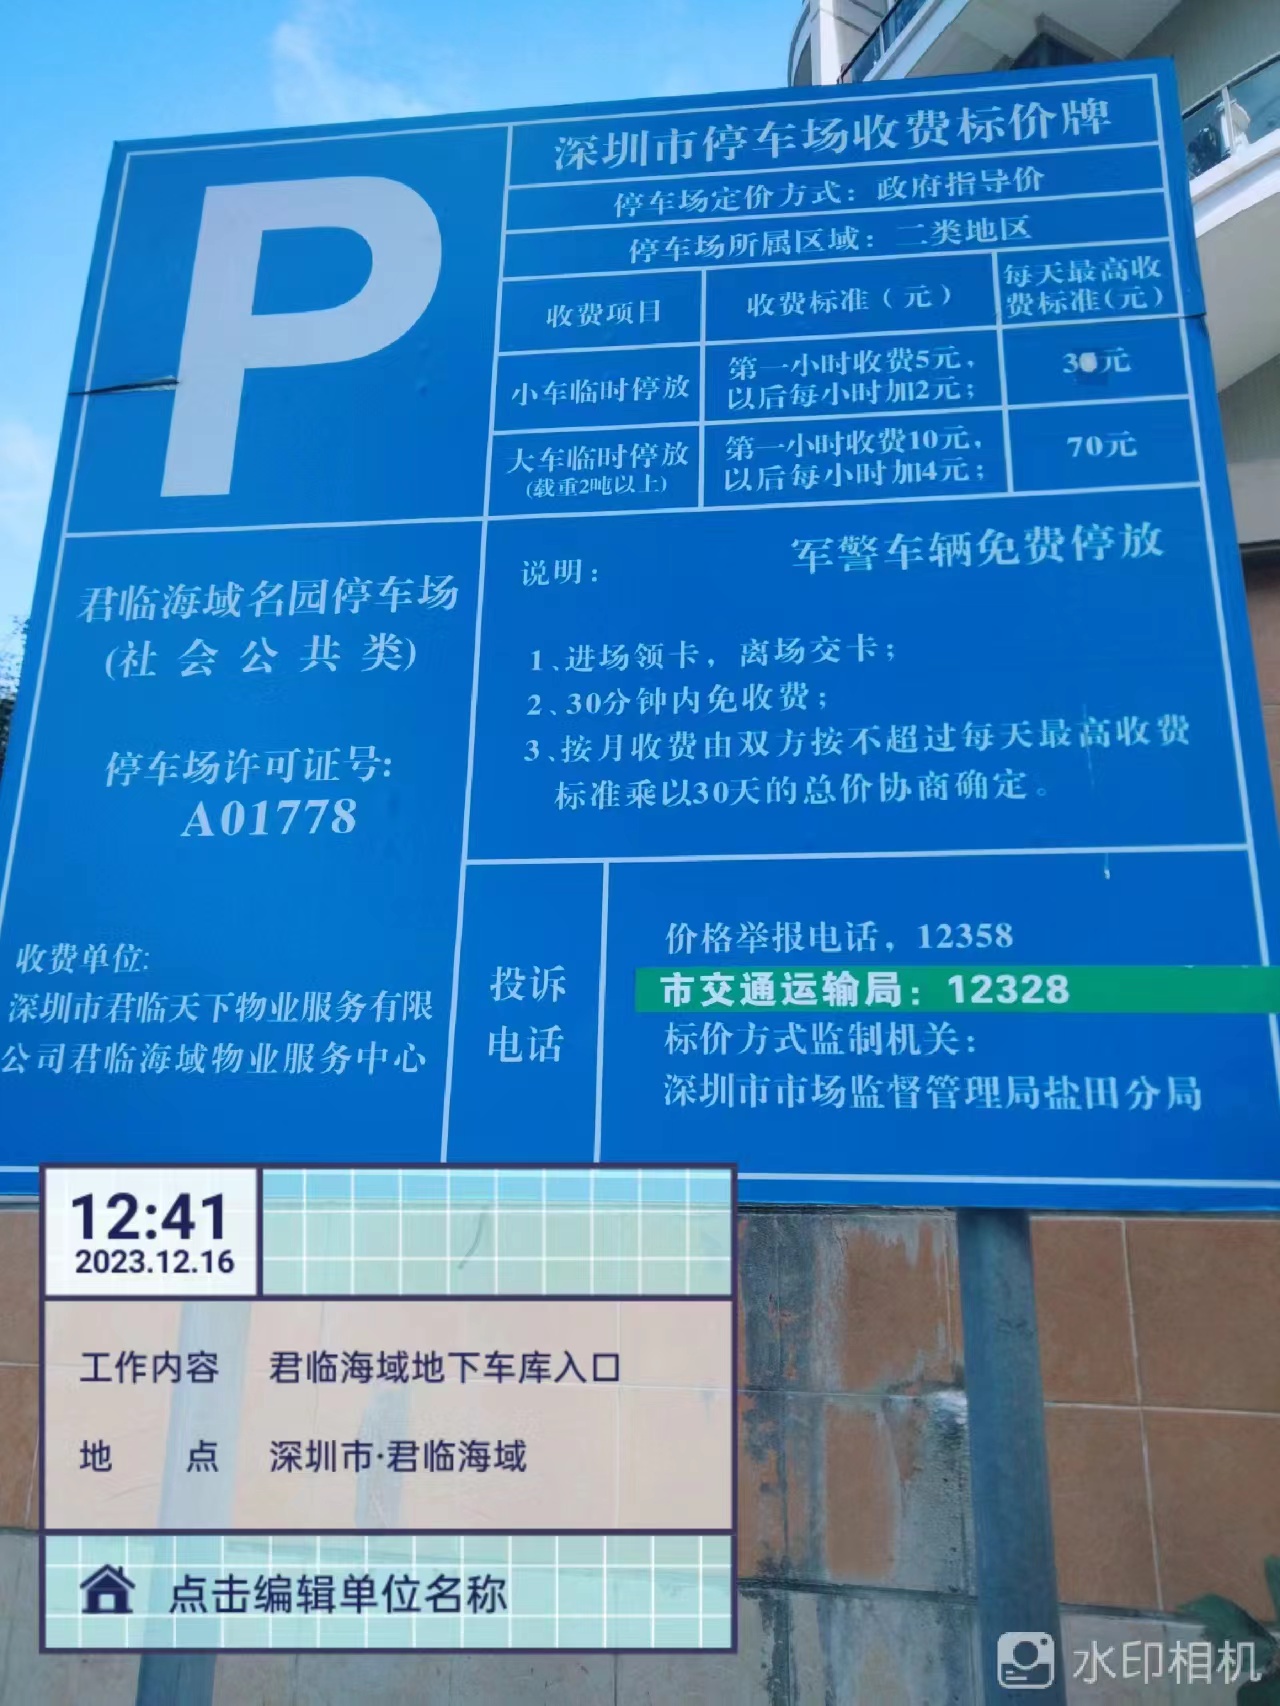 P
深圳市停车场收费标价牌
停车场定价方式：政府指导价
停车场所属区域：二类地区
收费项目
收费标准（元）
每天最高收
费标准(元)
小车临时停放
第一小时收费5元，
以后每小时加2元；
大车临时停放
(载重2吨以上)
第一小时收费10元，
以后每小时加4元；
70元
君临海域名园停车场
(社会公共类)
停车场许可证号:
A01778
收费单位:
深圳市君临天下物业服务有限
公司君临海域物业服务中心
说明：
军警车辆免费停放
1、进场领卡，离场交卡；
2、30分钟内免收费；
3、按月收费由双方按不超过每天最高收费
标准乘以30天的总价协商确定。
投诉
电话
价格举报电话，12358
市交通运输局：12328
标价方式监制机关：
深圳市市场监督管理局盐田分局
12:41
2023.12.16
工作内容 君临海域地下车库入口
地 点 深圳市·君临海域
点击编辑单位名称
水印相机